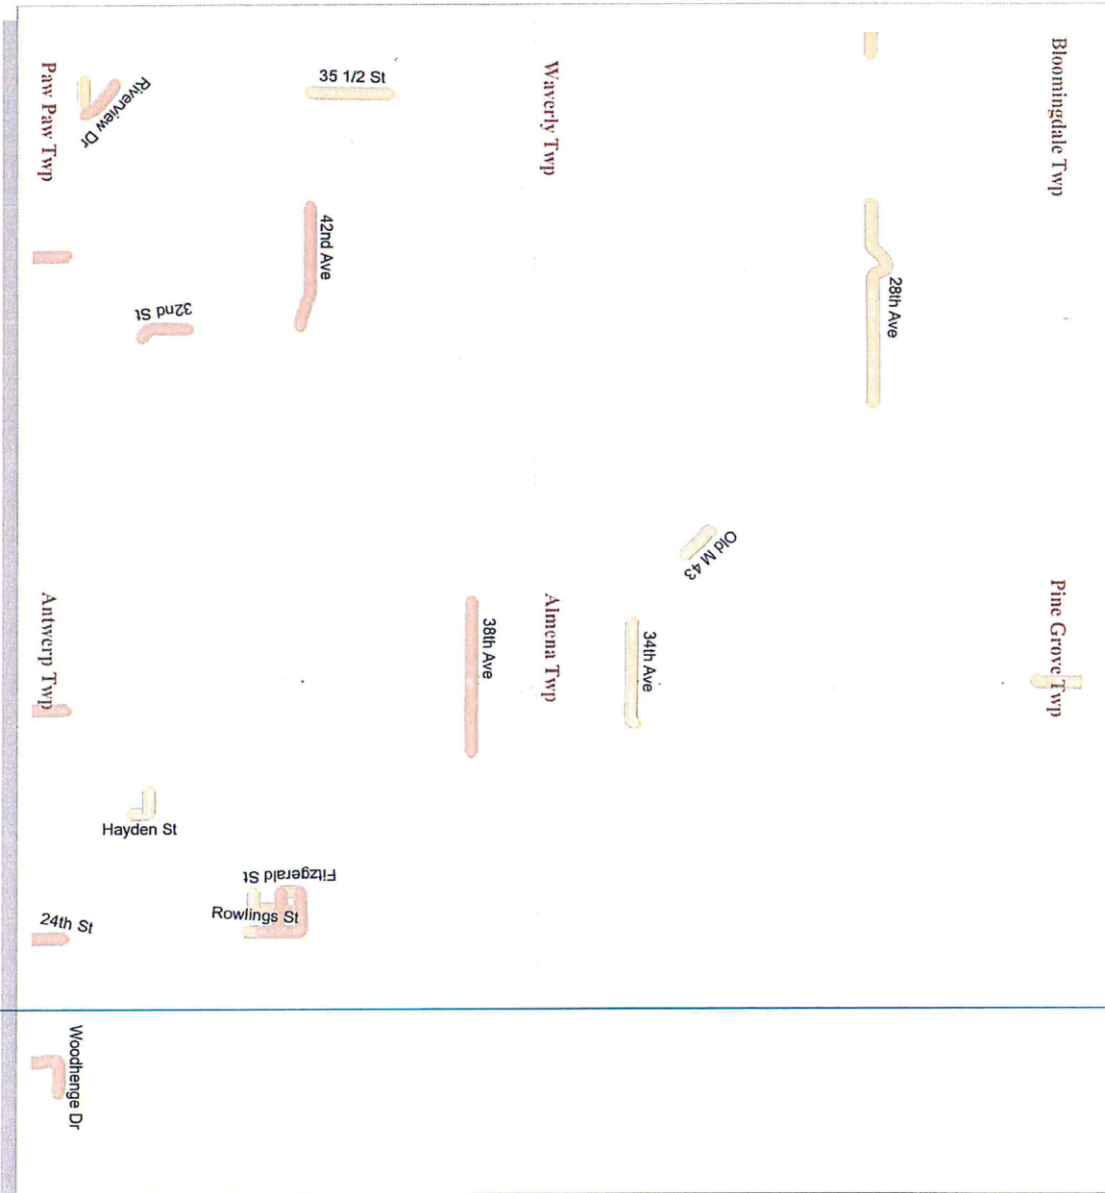 Bloomingdale Twp
Pine Grove Twp
28th Ave
Old M 43
34th Ave
Waverly Twp
Almena Twp
38th Ave
35 1/2 St
42nd Ave
Fitzgerald St
Rowlings St
32nd St
Hayden St
Riverview Dr
Paw Paw Twp
Antwerp Twp
24th St
Woodhenge Dr